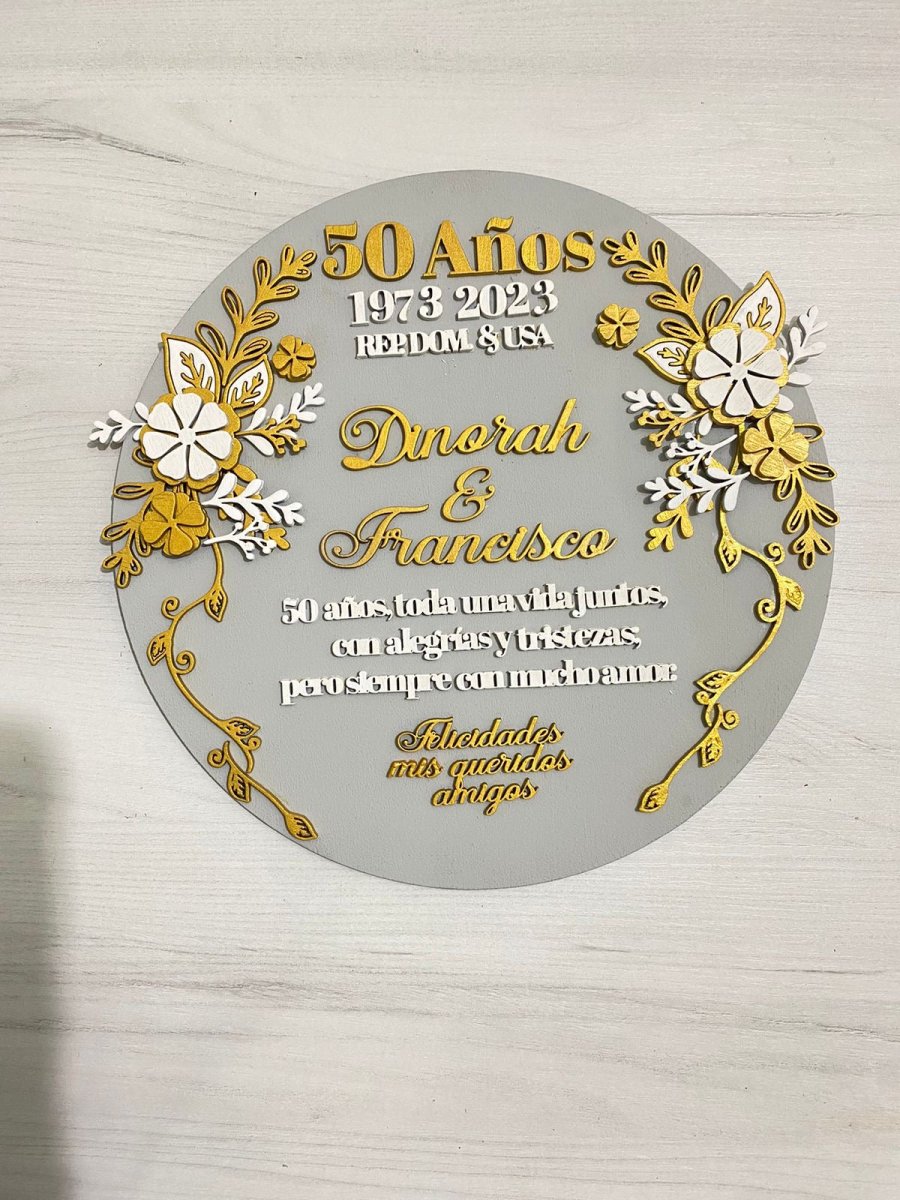 50 Años
1973 2023
REP. DOM. & USA
Dinorah
&
Francisco
50 años, toda una vida juntos,
con alegrías y tristezas;
pero siempre con mucho amor.
Felicidades
mis queridos
amigos